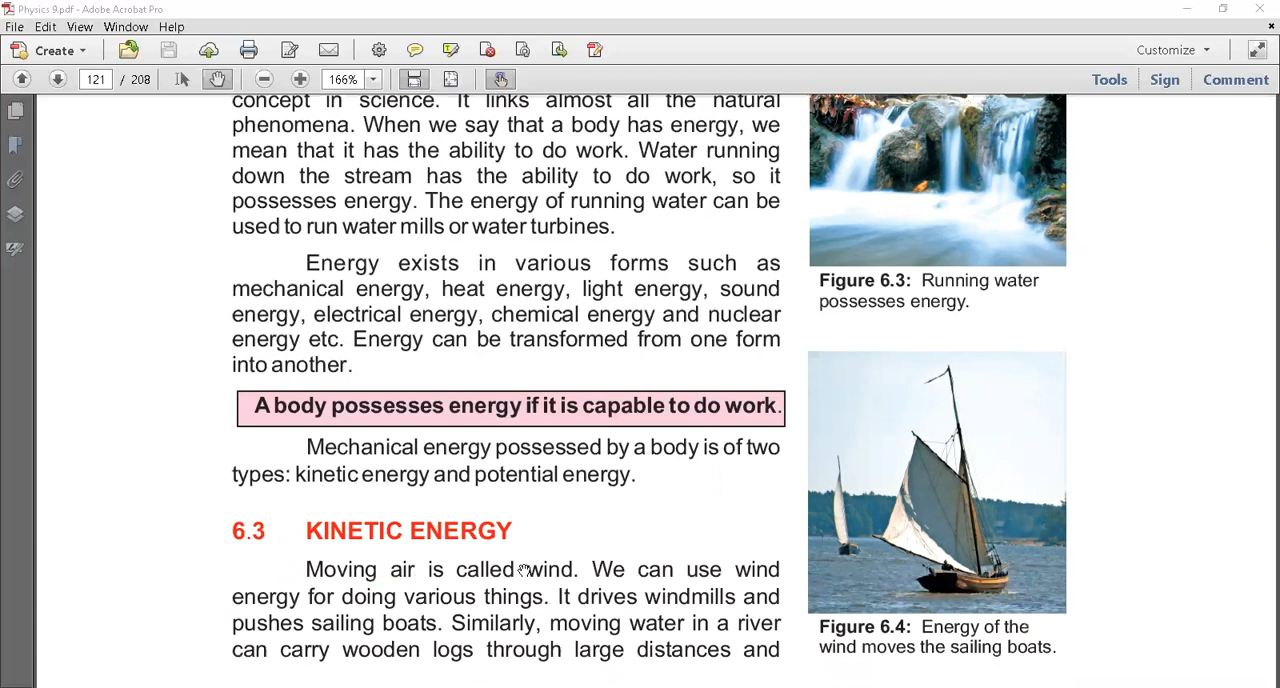 Physics 9.pdf - Adobe Acrobat Pro
File Edit View Window Help
Create
Customize
121 / 208
166%
Tools Sign Comment
concept in science. It links almost all the natural
phenomena. When we say that a body has energy, we
mean that it has the ability to do work. Water running
down the stream has the ability to do work, so it
possesses energy. The energy of running water can be
used to run water mills or water turbines.
Energy exists in various forms such as
mechanical energy, heat energy, light energy, sound
energy, electrical energy, chemical energy and nuclear
energy etc. Energy can be transformed from one form
into another.
A body possesses energy if it is capable to do work.
Mechanical energy possessed by a body is of two
types: kinetic energy and potential energy.
6.3 KINETIC ENERGY
Moving air is called wind. We can use wind
energy for doing various things. It drives windmills and
pushes sailing boats. Similarly, moving water in a river
can carry wooden logs through large distances and
Figure 6.3: Running water
possesses energy.
Figure 6.4: Energy of the
wind moves the sailing boats.